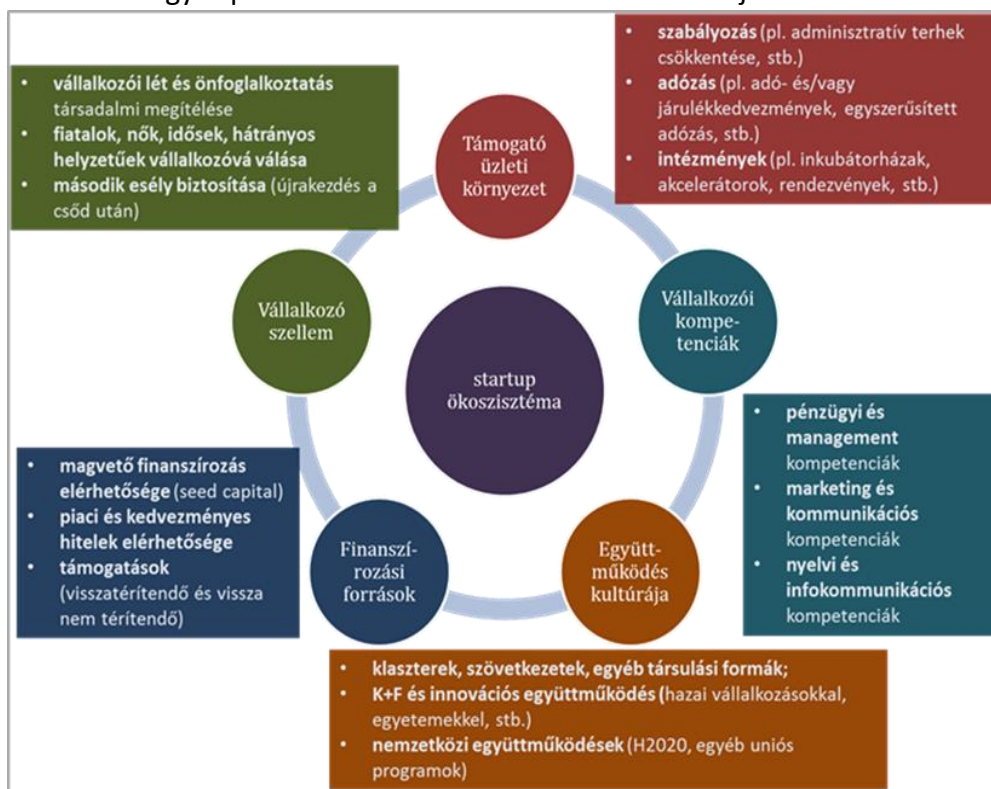 • vállalkozói lét és önfoglalkoztatás
társadalmi megítélése
• fiatalok, nők, idősek, hátrányos
helyzetűek vállalkozóvá válása
• második esély biztosítása (újrakezdés a
csőd után)
Támogató
üzleti
környezet
• szabályozás (pl. adminisztratív terhek
csökkentése, stb.)
• adózás (pl. adó- és/vagy
járulékkedvezmények, egyszerűsített
adózás, stb.)
• intézmények (pl. inkubátorházak,
akcelerátorok, rendezvények, stb.)
Vállalkozó
szellem
startup
ökoszisztéma
Vállalkozói
kompe-
tenciák
• magvető finanszírozás
elérhetősége (seed capital)
• piaci és kedvezményes
hitelek elérhetősége
• támogatások
(visszatérítendő és vissza
nem térítendő)
Finanszí-
rozási
források
Együtt-
működés
kultúrája
• pénzügyi és
management
kompetenciák
• marketing és
kommunikációs
kompetenciák
• nyelvi és
infokommunikációs
kompetenciák
• klaszterek, szövetkezetek, egyéb társulási formák;
• K+F és innovációs együttműködés (hazai vállalkozásokkal,
egyetemekkel, stb.)
• nemzetközi együttműködések (H2020, egyéb uniós
programok)